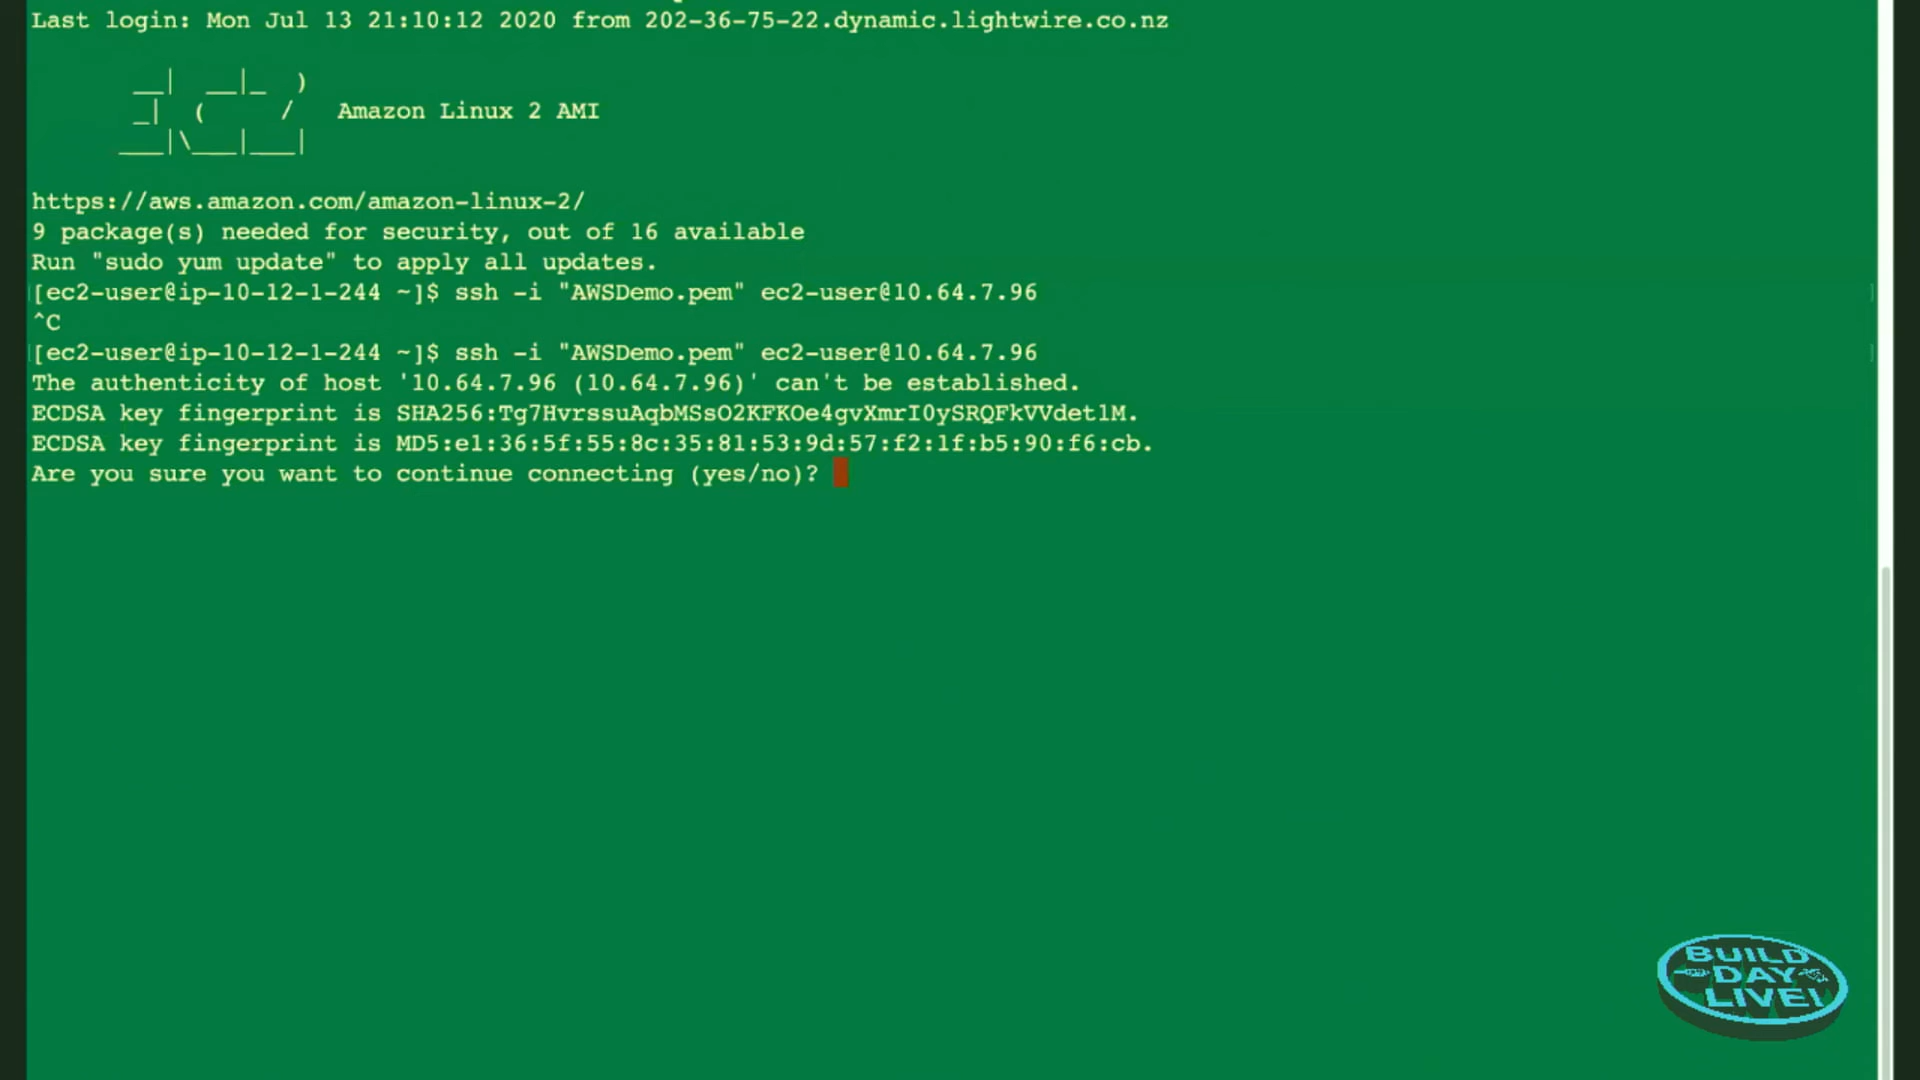 Last login: Mon Jul 13 21:10:12 2020 from 202-36-75-22.dynamic.lightwire.co.nz
__|  __|_  )
_|  (     /   Amazon Linux 2 AMI
___|\___|___|
https://aws.amazon.com/amazon-linux-2/
9 package(s) needed for security, out of 16 available
Run "sudo yum update" to apply all updates.
[ec2-user@ip-10-12-1-244 ~]$ ssh -i "AWSDemo.pem" ec2-user@10.64.7.96
^C
[ec2-user@ip-10-12-1-244 ~]$ ssh -i "AWSDemo.pem" ec2-user@10.64.7.96
The authenticity of host '10.64.7.96 (10.64.7.96)' can't be established.
ECDSA key fingerprint is SHA256:Tg7HvrssuAqbMSsO2KFKOe4gvXmrI0ySRQFkVVdet1M.
ECDSA key fingerprint is MD5:e1:36:5f:55:8c:35:81:53:9d:57:f2:1f:b5:90:f6:cb.
Are you sure you want to continue connecting (yes/no)?
BUILD
DAY
LIVE!